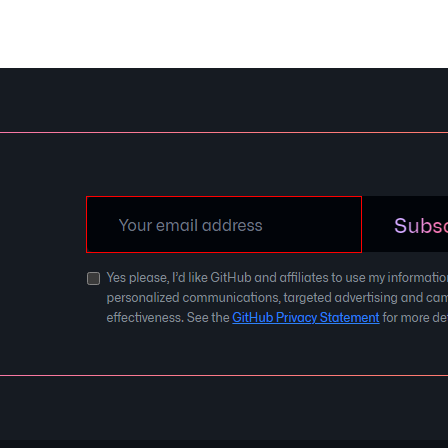 Your email address
Subsc
Yes please, I'd like GitHub and affiliates to use my informatio
personalized communications, targeted advertising and cam
effectiveness. See the GitHub Privacy Statement for more de